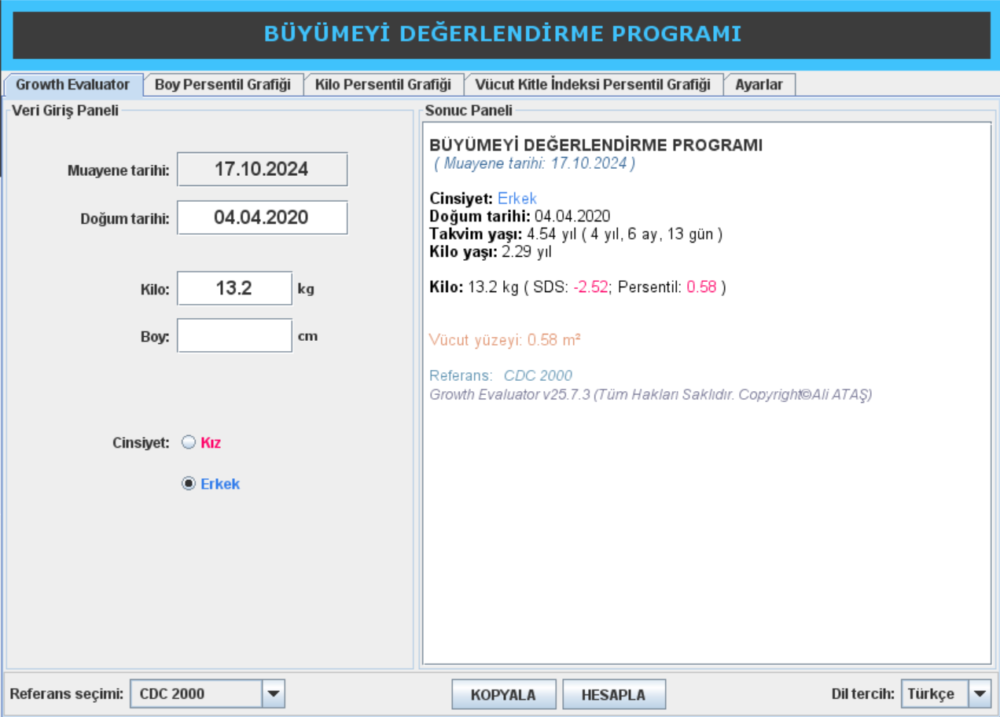 BÜYÜMEYİ DEĞERLENDİRME PROGRAMI
Growth Evaluator
Boy Persentil Grafiği
Kilo Persentil Grafiği
Vücut Kitle İndeksi Persentil Grafiği
Ayarlar
Veri Giriş Paneli
Muayene tarihi: 17.10.2024
Doğum tarihi: 04.04.2020
Kilo: 13.2 kg
Boy: cm
Cinsiyet: Kız
Erkek
Sonuc Paneli
BÜYÜMEYİ DEĞERLENDİRME PROGRAMI
( Muayene tarihi: 17.10.2024 )
Cinsiyet: Erkek
Doğum tarihi: 04.04.2020
Takvim yaşı: 4.54 yıl ( 4 yıl, 6 ay, 13 gün )
Kilo yaşı: 2.29 yıl
Kilo: 13.2 kg ( SDS: -2.52; Persentil: 0.58 )
Vücut yüzeyi: 0.58 m²
Referans: CDC 2000
Growth Evaluator v25.7.3 (Tüm Hakları Saklıdır. Copyright©Ali ATAŞ)
Referans seçimi: CDC 2000
KOPYALA
HESAPLA
Dil tercih: Türkçe